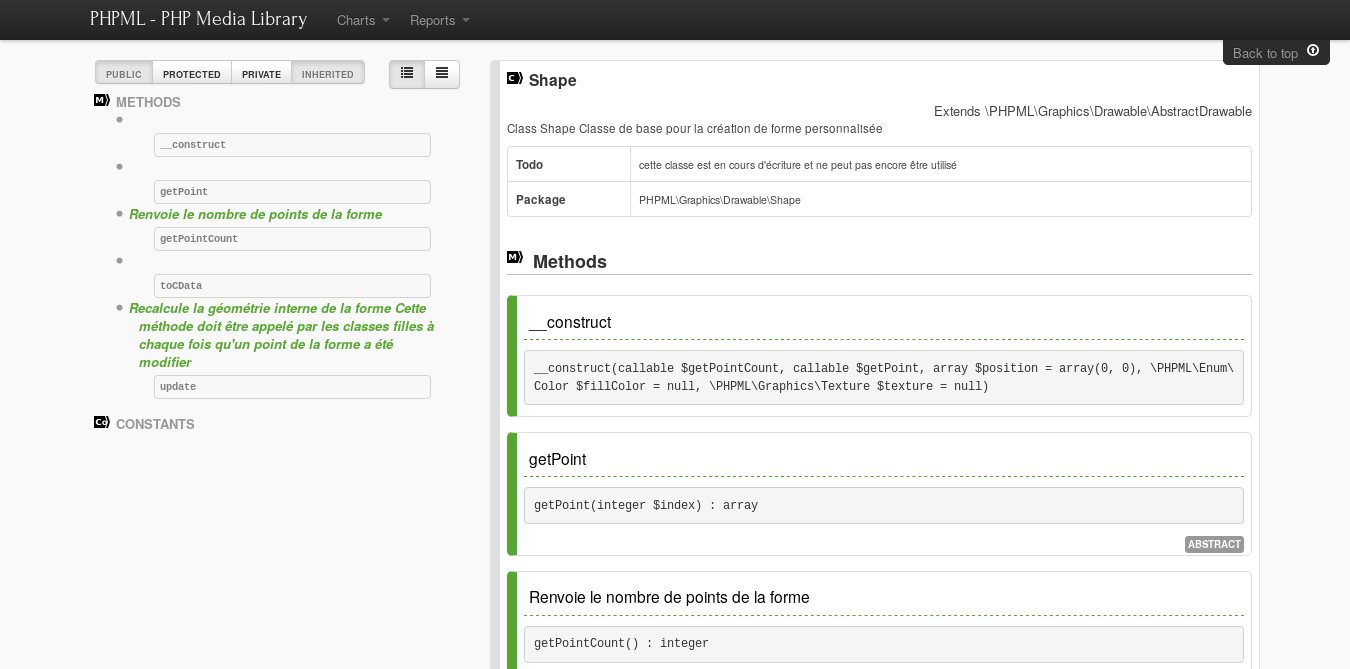 PHPML - PHP Media Library
Charts
Reports
Back to top
PUBLIC
PROTECTED
PRIVATE
INHERITED
METHODS
__construct
getPoint
Renvoie le nombre de points de la forme
getPointCount
toCData
Recalcule la géométrie interne de la forme Cette
méthode doit être appelé par les classes filles à
chaque fois qu'un point de la forme a été
modifier
update
CONSTANTS
Shape
Extends \PHPML\Graphics\Drawable\AbstractDrawable
Class Shape Classe de base pour la création de forme personnalisée
Todo
cette classe est en cours d'écriture et ne peut pas encore être utilisé
Package
PHPML\Graphics\Drawable\Shape
Methods
__construct
__construct(callable $getPointCount, callable $getPoint, array $position = array(0, 0), \PHPML\Enum\
Color $fillColor = null, \PHPML\Graphics\Texture $texture = null)
getPoint
getPoint(integer $index) : array
ABSTRACT
Renvoie le nombre de points de la forme
getPointCount() : integer